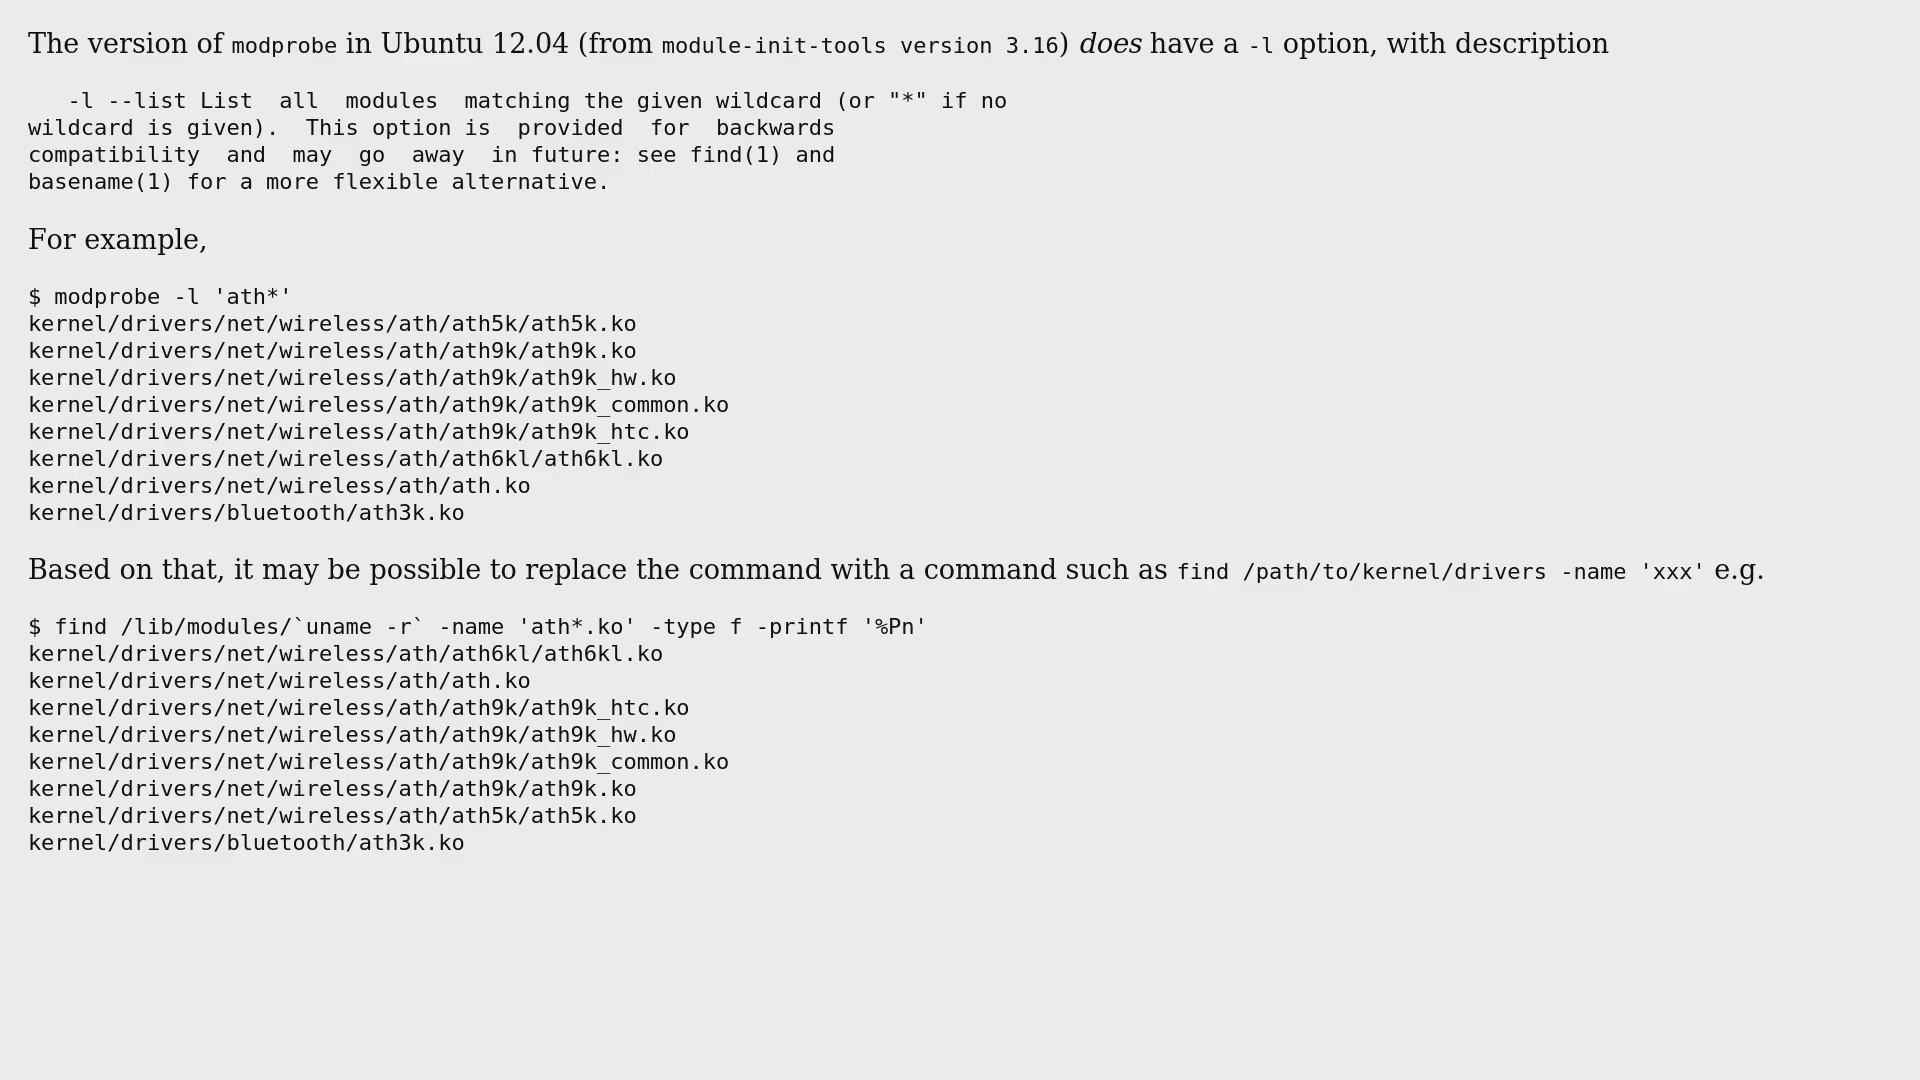 The version of modprobe in Ubuntu 12.04 (from module-init-tools version 3.16) does have a -l option, with description
   -l --list List  all  modules  matching the given wildcard (or "*" if no
wildcard is given).  This option is  provided  for  backwards
compatibility  and  may  go  away  in future: see find(1) and
basename(1) for a more flexible alternative.
For example,
$ modprobe -l 'ath*'
kernel/drivers/net/wireless/ath/ath5k/ath5k.ko
kernel/drivers/net/wireless/ath/ath9k/ath9k.ko
kernel/drivers/net/wireless/ath/ath9k/ath9k_hw.ko
kernel/drivers/net/wireless/ath/ath9k/ath9k_common.ko
kernel/drivers/net/wireless/ath/ath9k/ath9k_htc.ko
kernel/drivers/net/wireless/ath/ath6kl/ath6kl.ko
kernel/drivers/net/wireless/ath/ath.ko
kernel/drivers/bluetooth/ath3k.ko
Based on that, it may be possible to replace the command with a command such as find /path/to/kernel/drivers -name 'xxx' e.g.
$ find /lib/modules/`uname -r` -name 'ath*.ko' -type f -printf '%Pn'
kernel/drivers/net/wireless/ath/ath6kl/ath6kl.ko
kernel/drivers/net/wireless/ath/ath.ko
kernel/drivers/net/wireless/ath/ath9k/ath9k_htc.ko
kernel/drivers/net/wireless/ath/ath9k/ath9k_hw.ko
kernel/drivers/net/wireless/ath/ath9k/ath9k_common.ko
kernel/drivers/net/wireless/ath/ath9k/ath9k.ko
kernel/drivers/net/wireless/ath/ath5k/ath5k.ko
kernel/drivers/bluetooth/ath3k.ko